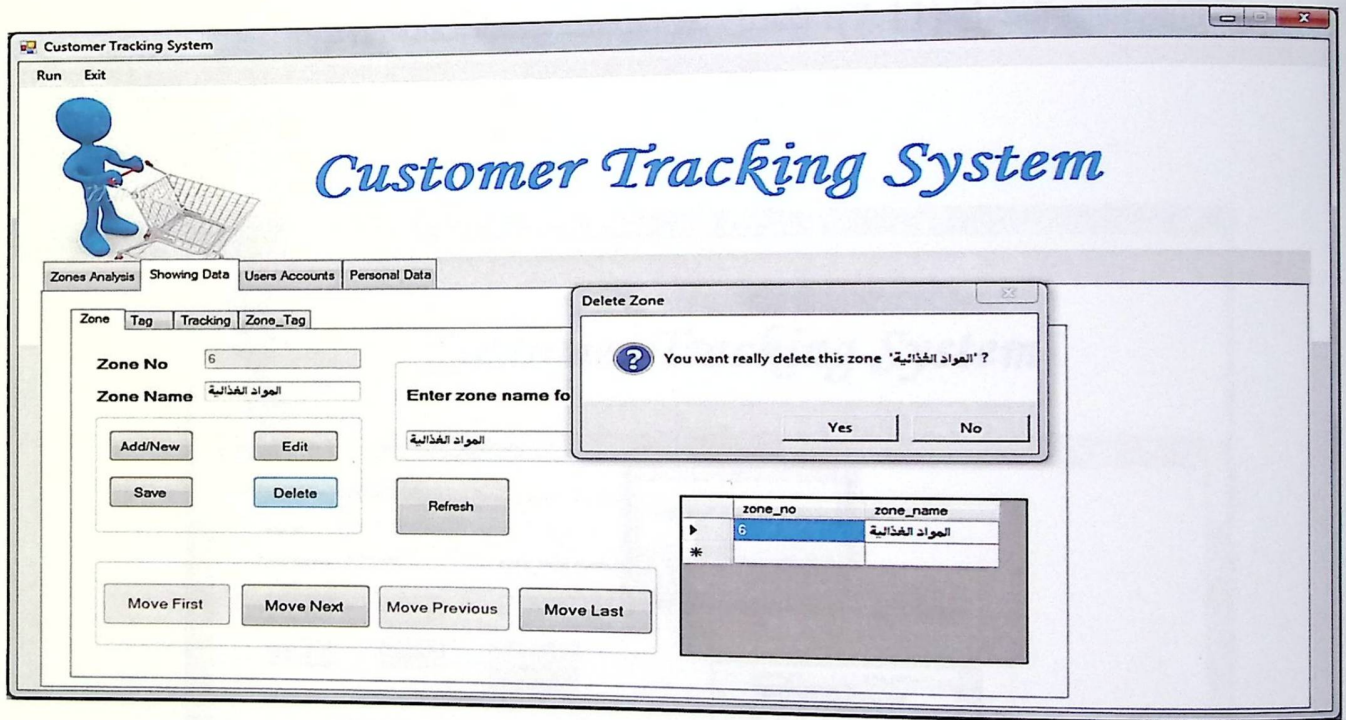 Customer Tracking System
Run Exit
Customer Tracking System
Zones Analysis Showing Data Users Accounts Personal Data
Zone Tag Tracking Zone_Tag
Zone No 6
Zone Name المواد الغذائية
Add/New Edit
Save Delete
Enter zone name fo
المواد الغذائية
Refresh
Delete Zone
You want really delete this zone 'المواد الغذائية' ?
Yes No
zone_no zone_name
6 المواد الغذائية
Move First Move Next Move Previous Move Last